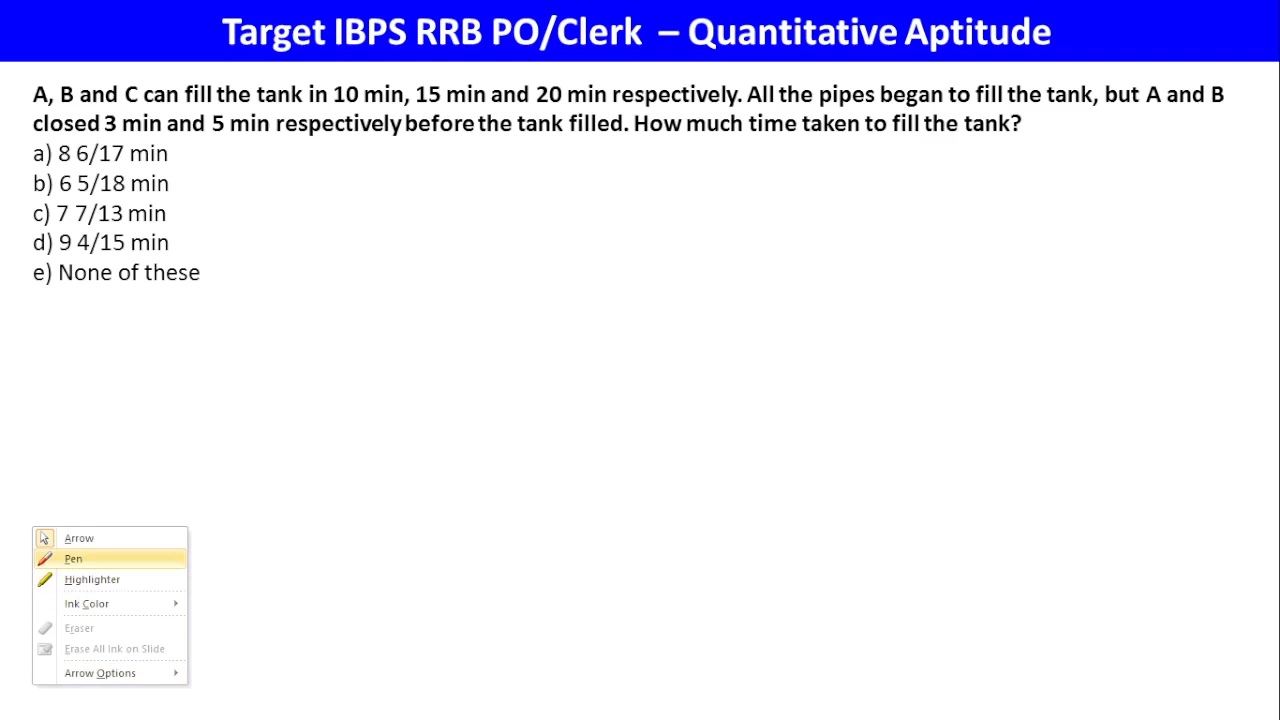 Target IBPS RRB PO/Clerk – Quantitative Aptitude
A, B and C can fill the tank in 10 min, 15 min and 20 min respectively. All the pipes began to fill the tank, but A and B
closed 3 min and 5 min respectively before the tank filled. How much time taken to fill the tank?
a) 8 6/17 min
b) 6 5/18 min
c) 7 7/13 min
d) 9 4/15 min
e) None of these
Arrow
Pen
Highlighter
Ink Color
Eraser
Erase All Ink on Slide
Arrow Options